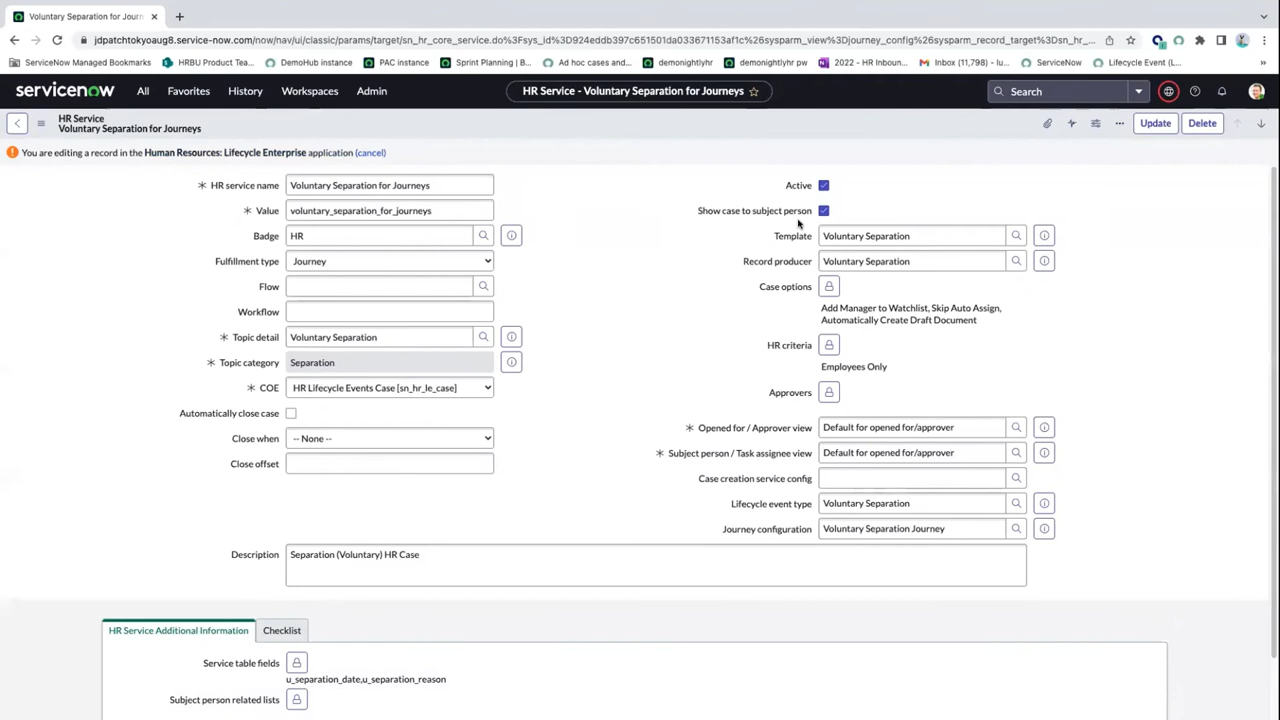 Voluntary Separation for Journ
jdpatchtokyoaug8.service-now.com/now/nav/ui/classic/params/target/sn_hr_core_service.do%3Fsys_id%3D924eddb397c651501da033671153af1c%26sysparm_view%3Djourney_config%26sysparm_record_target%3Dsn_hr_...
ServiceNow Managed Bookmarks
HRBU Product Tea...
DemoHub instance
PAC instance
Sprint Planning | B...
Ad hoc cases and...
demonightlyhr
demonightlyhr pw
2022 - HR Inboun...
Inbox (11,798) - lu...
ServiceNow
Lifecycle Event (L...
»
servicenow
All
Favorites
History
Workspaces
Admin
HR Service - Voluntary Separation for Journeys
Search
HR Service
Voluntary Separation for Journeys
Update
Delete
You are editing a record in the Human Resources: Lifecycle Enterprise application (cancel)
HR service name
Voluntary Separation for Journeys
Value
voluntary_separation_for_journeys
Badge
HR
Fulfillment type
Journey
Flow
Workflow
Topic detail
Voluntary Separation
Topic category
Separation
COE
HR Lifecycle Events Case [sn_hr_le_case]
Automatically close case
Close when
-- None --
Close offset
Active
Show case to subject person
Template
Voluntary Separation
Record producer
Voluntary Separation
Case options
Add Manager to Watchlist, Skip Auto Assign,
Automatically Create Draft Document
HR criteria
Employees Only
Approvers
Opened for / Approver view
Default for opened for/approver
Subject person / Task assignee view
Default for opened for/approver
Case creation service config
Lifecycle event type
Voluntary Separation
Journey configuration
Voluntary Separation Journey
Description
Separation (Voluntary) HR Case
HR Service Additional Information
Checklist
Service table fields
u_separation_date,u_separation_reason
Subject person related lists